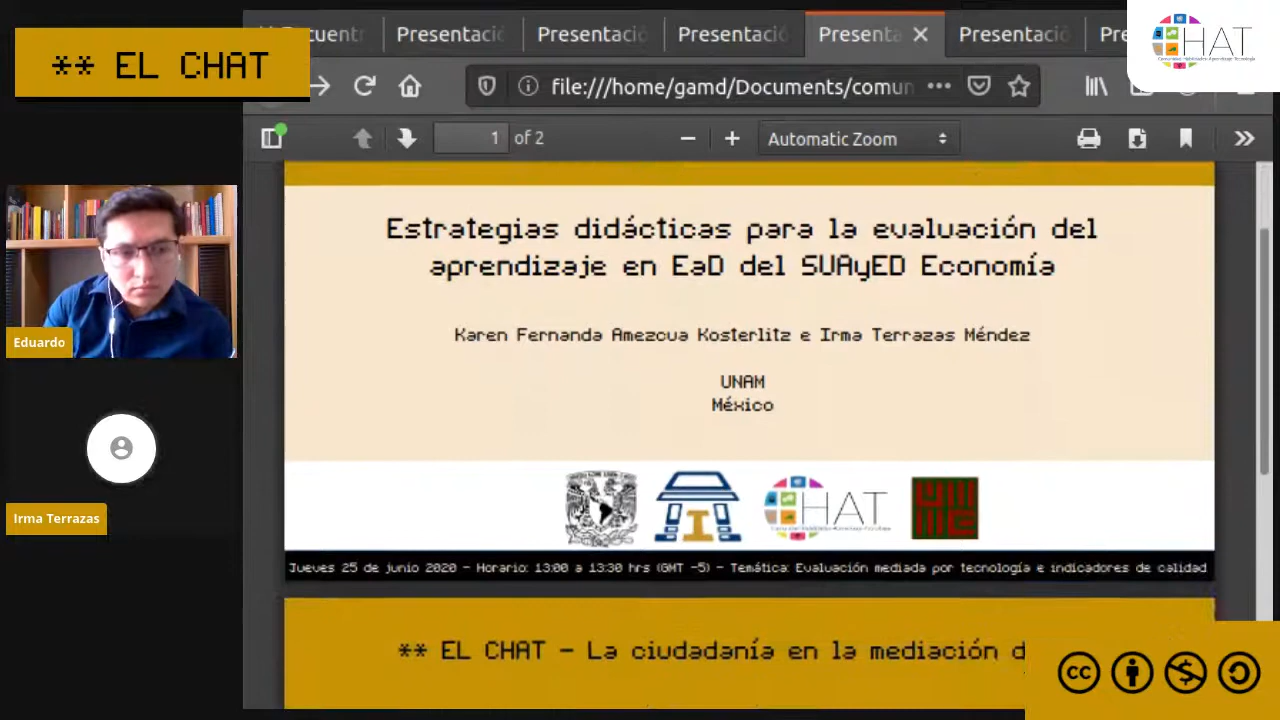 ** EL CHAT
Presentació
Presentació
Presentació
Presenta
Presentació
Pre
HAT
file:///home/gamd/Documents/comun
1 of 2
Automatic Zoom
Estrategias didácticas para la evaluación del
aprendizaje en EaD del SUAyED Economía
Karen Fernanda Amezcua Kosterlitz e Irma Terrazas Méndez
UNAM
México
HAT
Jueves 25 de junio 2020 - Horario: 13:00 a 13:30 hrs (GMT -5) - Temática: Evaluación mediada por tecnología e indicadores de calidad
** EL CHAT - La ciudadanía en la mediación d
Eduardo
Irma Terrazas
cc